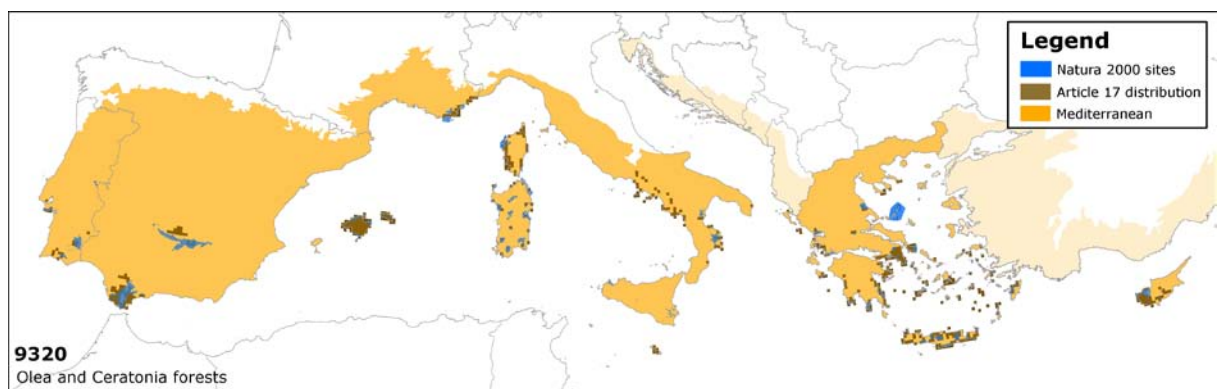 Legend
Natura 2000 sites
Article 17 distribution
Mediterranean
9320
Olea and Ceratonia forests